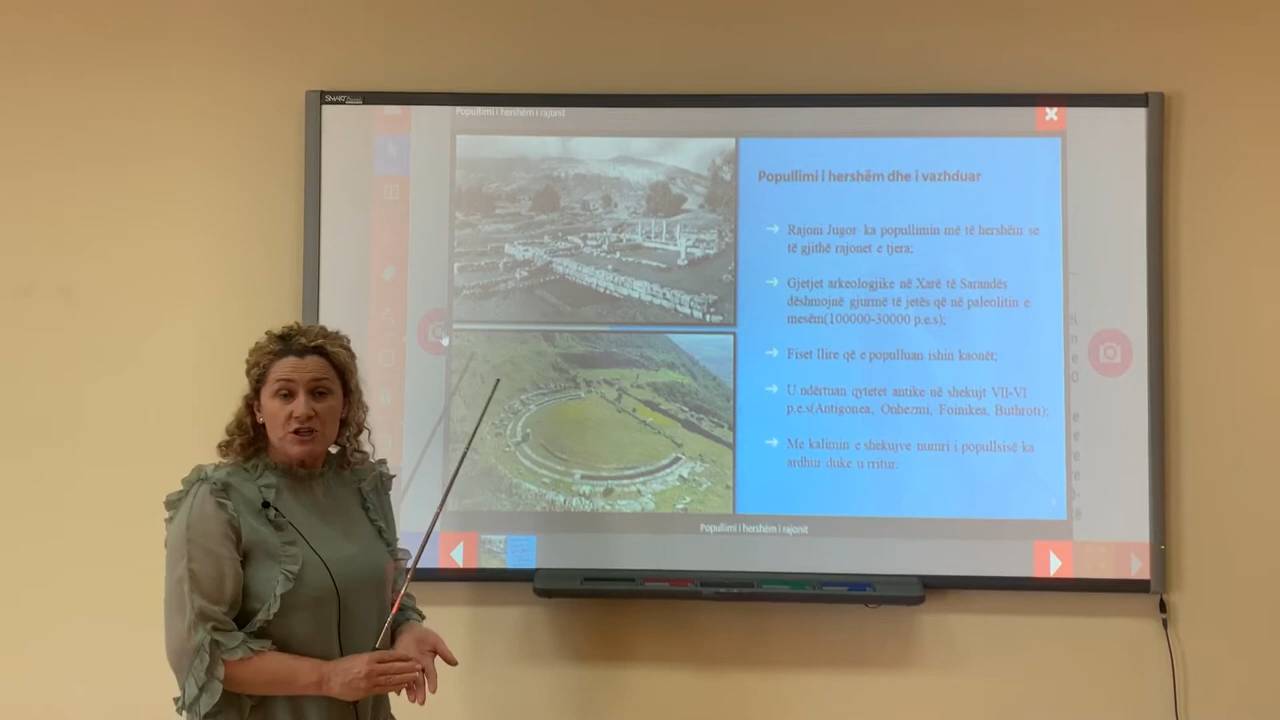 SMART
Popullimi i hershëm i rajonit
Popullimi i hershëm dhe i vazhduar
Rajoni Jugor ka popullimin më të hershëm se
të gjithë rajonet e tjera;
Gjetjet arkeologjike në Xarë të Sarandës
dëshmojnë gjurmë të jetës që në paleolitin e
mesëm(100000-30000 p.e.s);
Fiset Ilire që e populluan ishin kaonët;
U ndërtuan qytetet antike në shekujt VII-VI
p.e.s(Antigonea, Onhezmi, Foinikea, Buthroti);
Me kalimin e shekujve numri i popullsisë ka
ardhur duke u rritur.
Popullimi i hershëm i rajonit